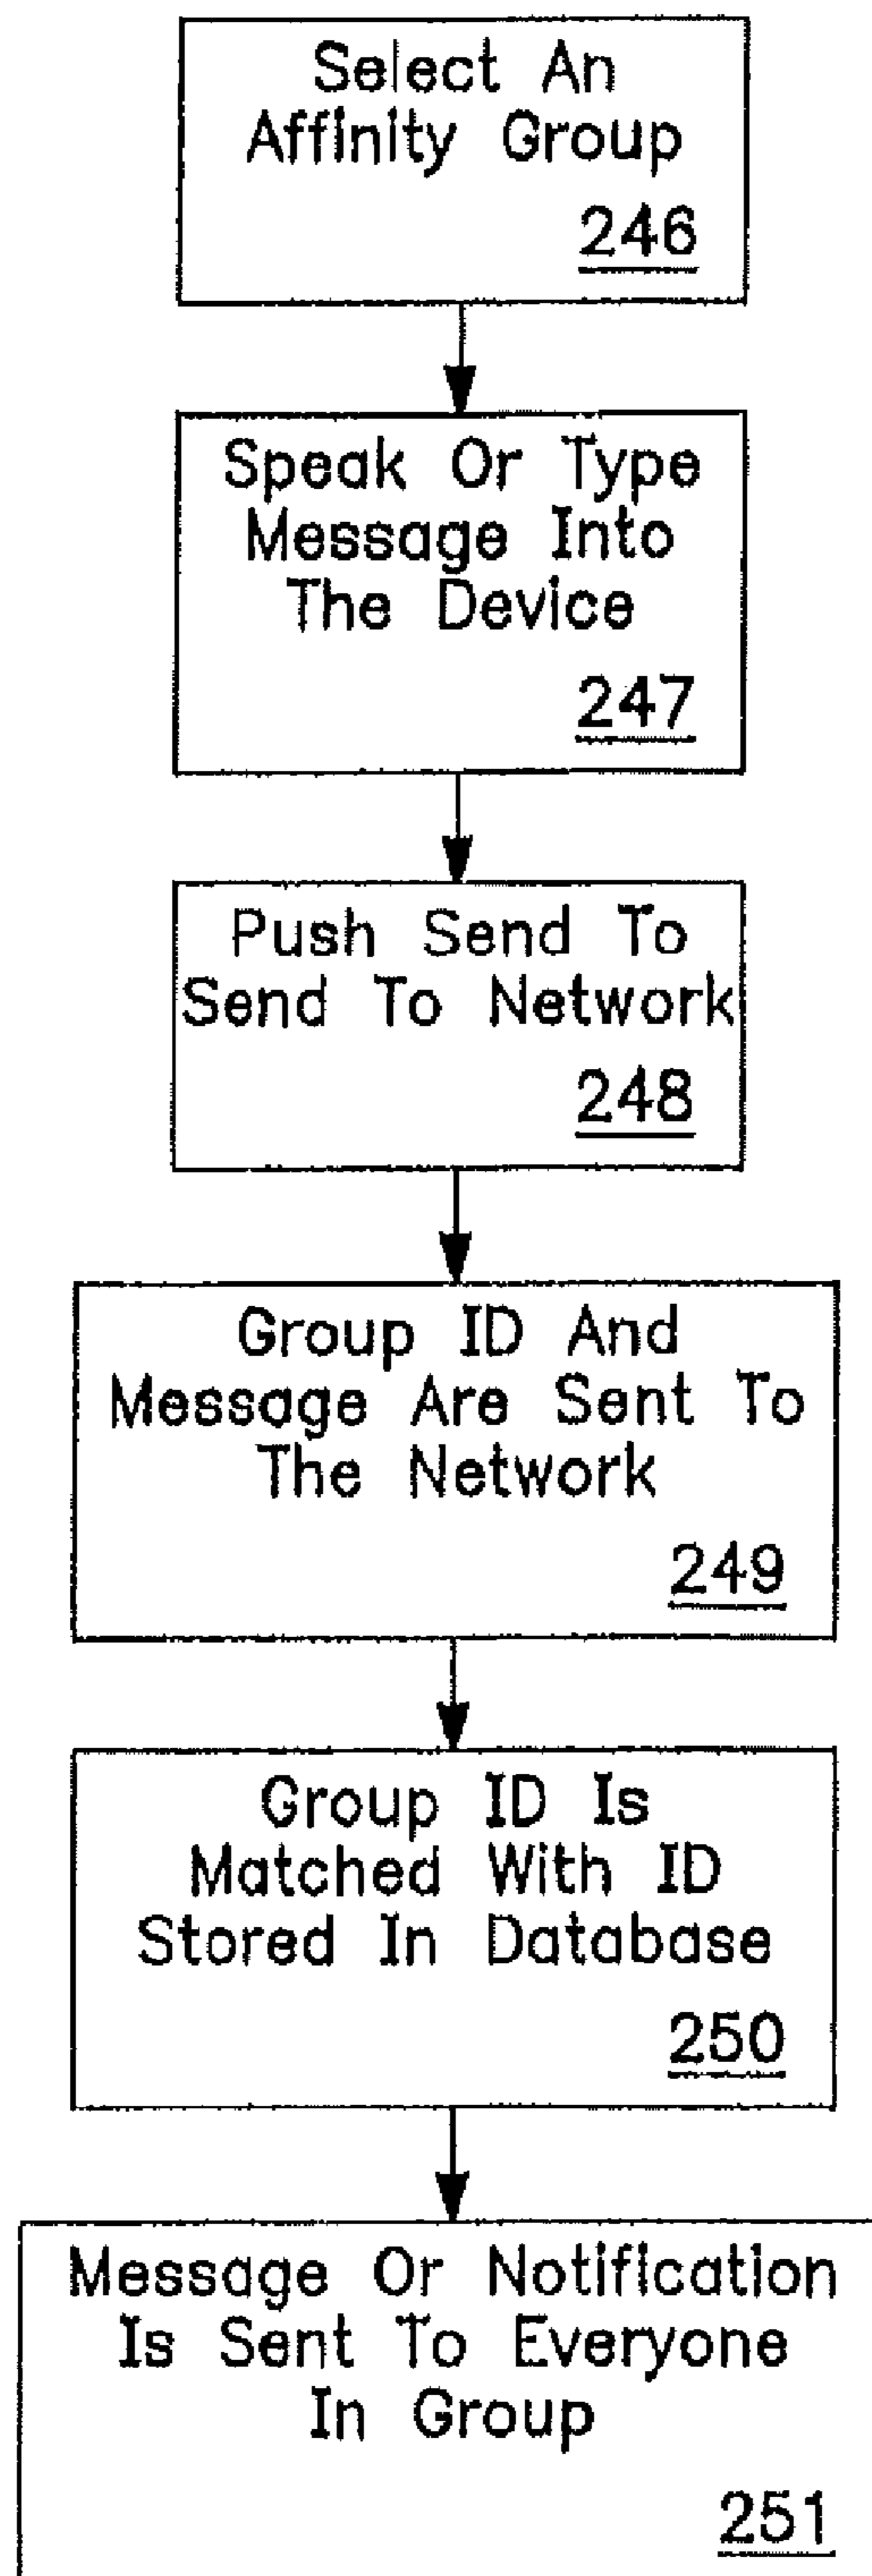 Select An
Affinity Group
246
Speak Or Type
Message Into
The Device
247
Push Send To
Send To Network
248
Group ID And
Message Are Sent To
The Network
249
Group ID Is
Matched With ID
Stored In Database
250
Message Or Notification
Is Sent To Everyone
In Group
251